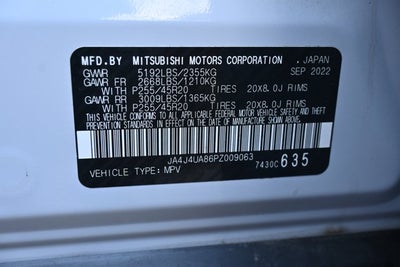 MFD.BY MITSUBISHI MOTORS CORPORATION . JAPAN
GVWR 5192LBS/2355KG SEP 2022
GAWR FR 2668LBS/1210KG
WITH P255/45R20 TIRES 20X8.0J RIMS
GAWR RR 3009LBS/1365KG
WITH P255/45R20 TIRES 20X8.0J RIMS
THIS VEHICLE CONFORMS TO ALL APPLICABLE FEDERAL
MOTOR VEHICLE SAFETY, BUMPER, AND THEFT
PREVENTION STANDARDS IN EFFECT ON THE DATE OF
MANUFACTURE SHOWN ABOVE.
JA4J4UA86PZ009063
VEHICLE TYPE: MPV 7430C 635